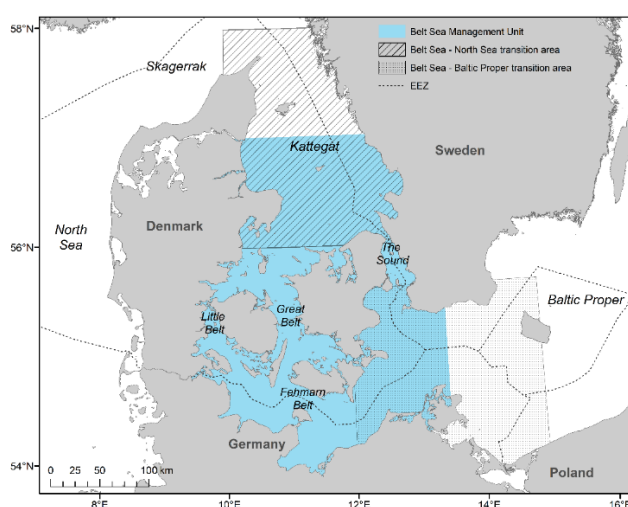 58°N
56°N
54°N
Belt Sea Management Unit
Belt Sea - North Sea transition area
Belt Sea - Baltic Proper transition area
EEZ
Skagerrak
Kattegat
Sweden
North
Sea
Denmark
The
Sound
Little
Belt
Great
Belt
Baltic Proper
Fehmarn
Belt
Germany
Poland
0 25 50 100 km
8°E
10°E
12°E
14°E
16°E